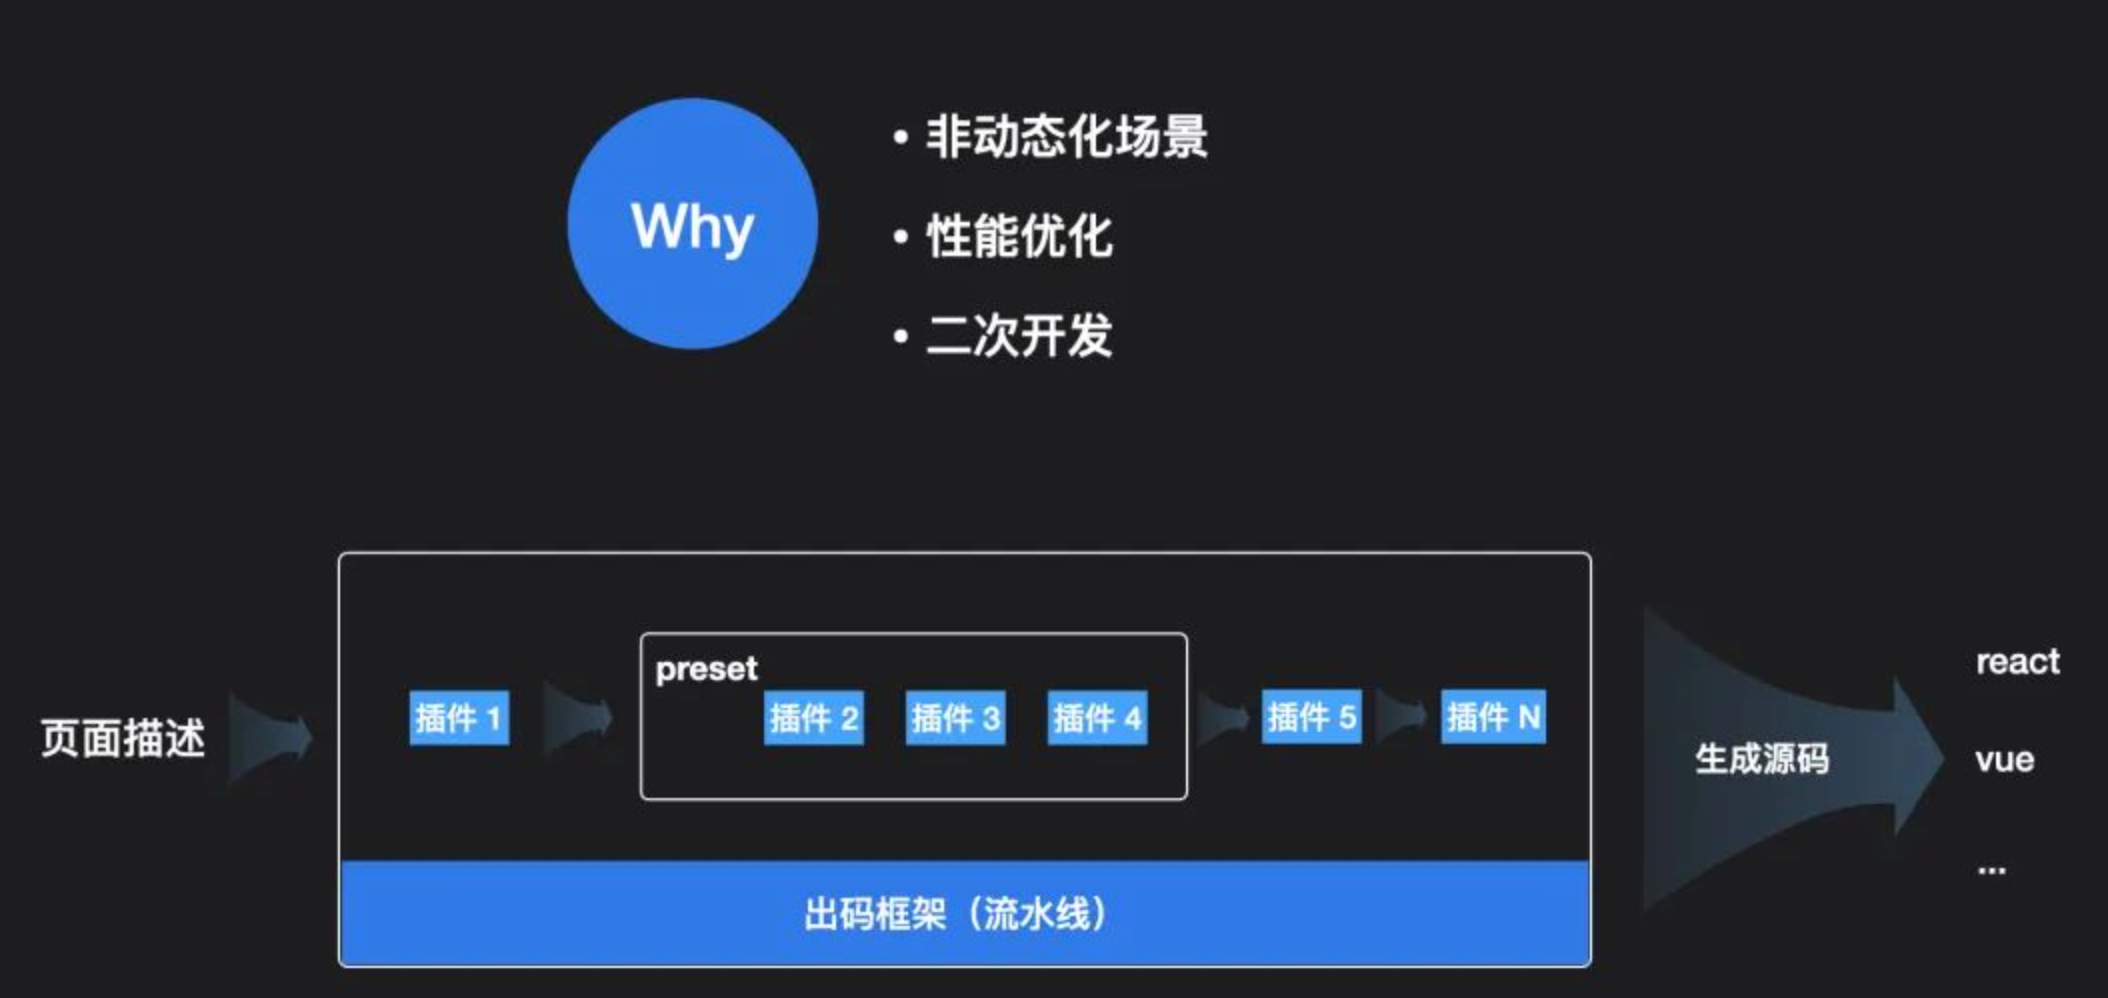 Why
• 非动态化场景
• 性能优化
• 二次开发
页面描述
插件 1
preset
插件 2
插件 3
插件 4
插件 5
插件 N
出码框架（流水线）
生成源码
react
vue
...